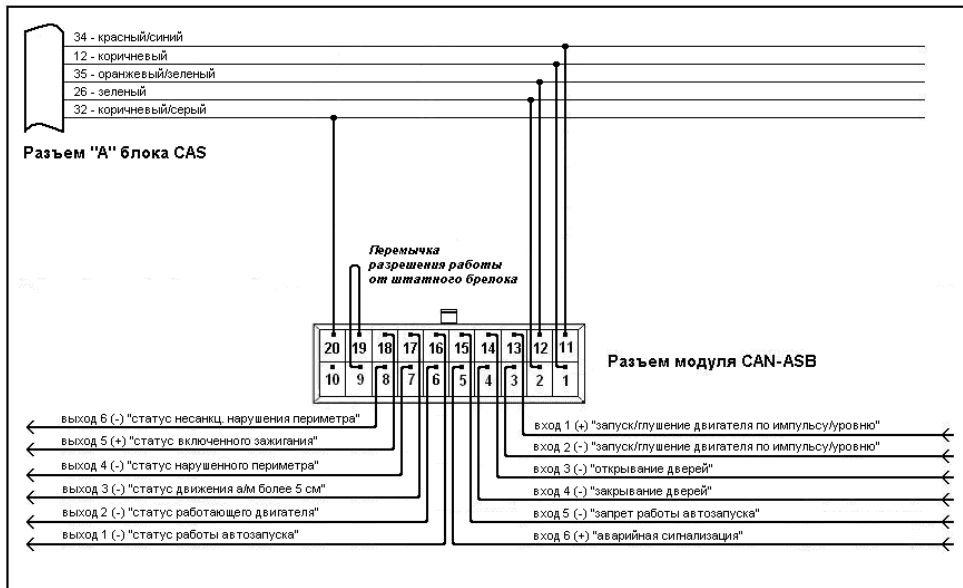 34 - красный/синий
12 - коричневый
35 - оранжевый/зеленый
26 - зеленый
32 - коричневый/серый
Разъем "А" блока CAS
Перемычка
разрешения работы
от штатного брелока
20 19 18 17 16 15 14 13 12 11
10 9 8 7 6 5 4 3 2 1
Разъем модуля CAN-ASB
выход 6 (-) "статус несанкц. нарушения периметра"
выход 5 (+) "статус включенного зажигания"
выход 4 (-) "статус нарушенного периметра"
выход 3 (-) "статус движения а/м более 5 см"
выход 2 (-) "статус работающего двигателя"
выход 1 (-) "статус работы автозапуска"
вход 1 (+) "запуск/глушение двигателя по импульсу/уровню"
вход 2 (-) "запуск/глушение двигателя по импульсу/уровню"
вход 3 (-) "открывание дверей"
вход 4 (-) "закрывание дверей"
вход 5 (-) "запрет работы автозапуска"
вход 6 (+) "аварийная сигнализация"